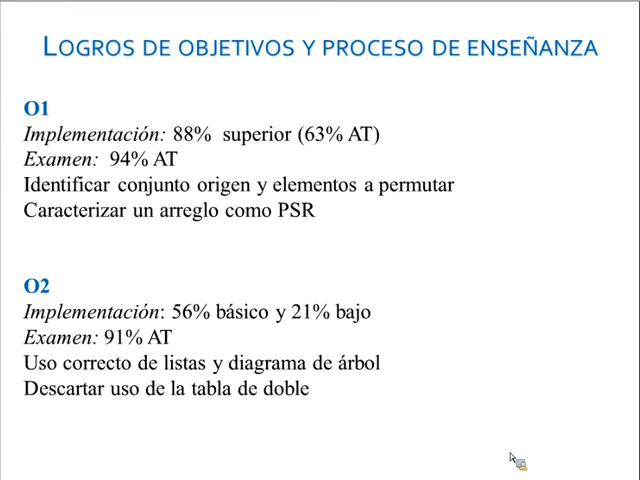 LOGROS DE OBJETIVOS Y PROCESO DE ENSEÑANZA
O1
Implementación: 88% superior (63% AT)
Examen: 94% AT
Identificar conjunto origen y elementos a permutar
Caracterizar un arreglo como PSR
O2
Implementación: 56% básico y 21% bajo
Examen: 91% AT
Uso correcto de listas y diagrama de árbol
Descartar uso de la tabla de doble